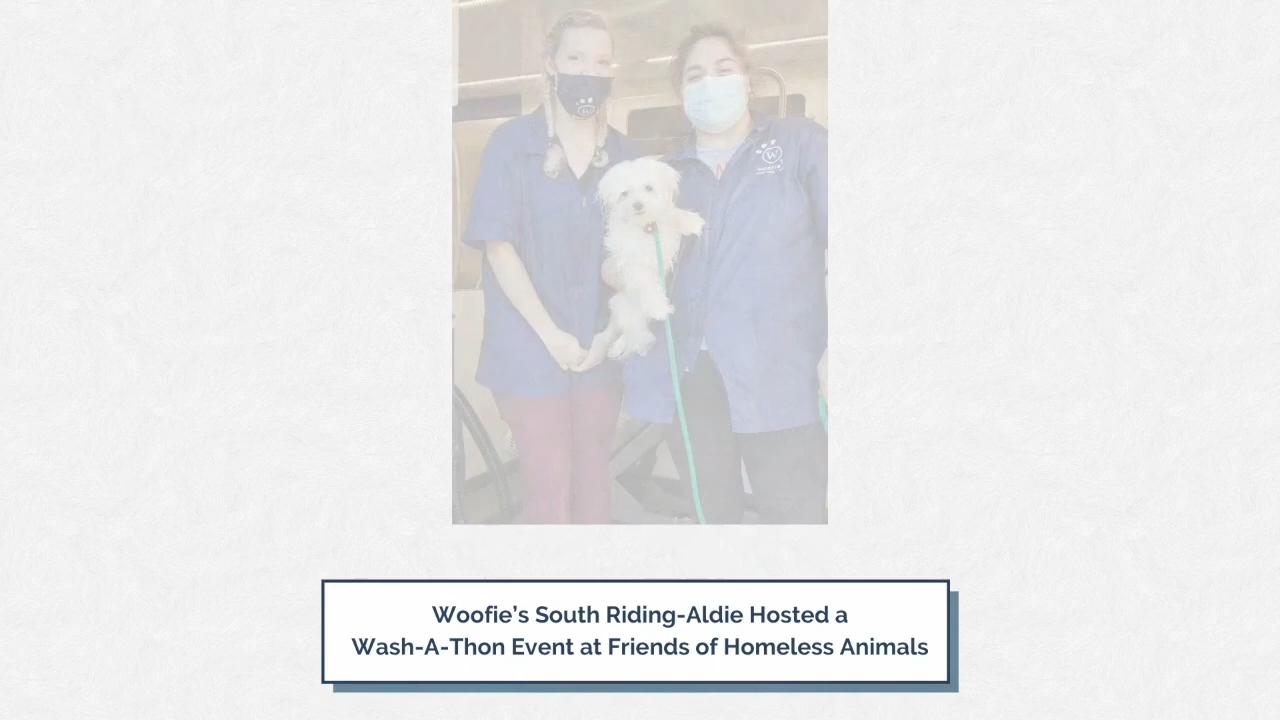 W
Woofie's South Riding-Aldie Hosted a
Wash-A-Thon Event at Friends of Homeless Animals